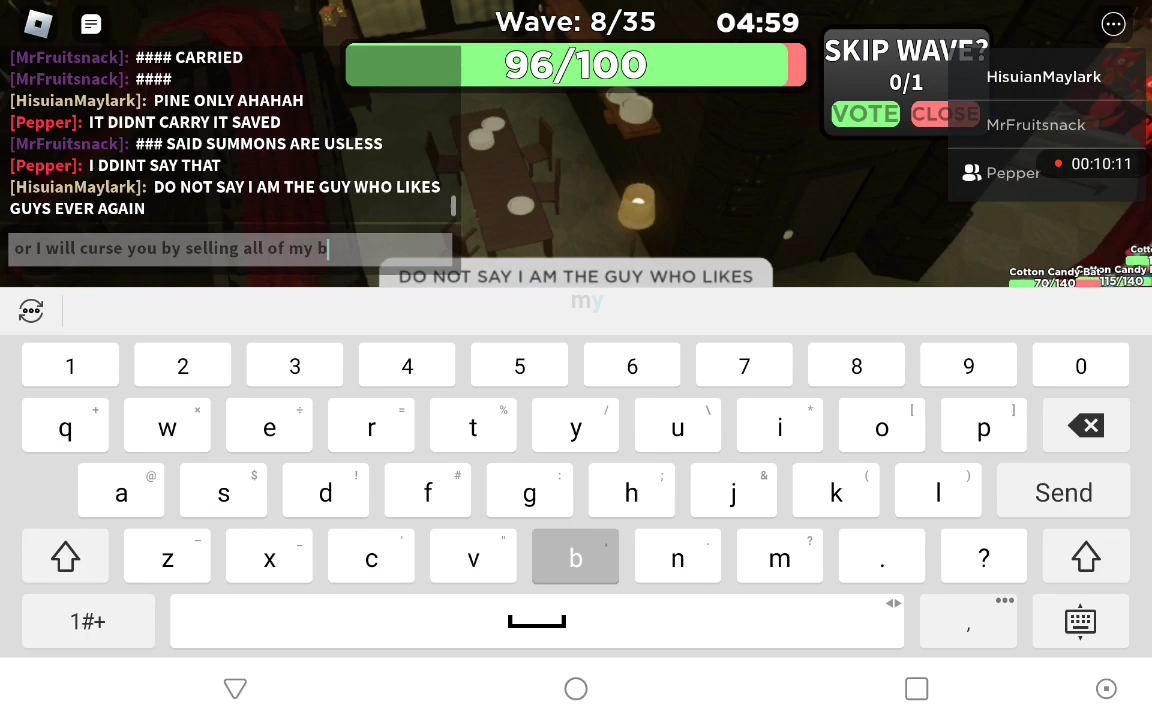 Wave: 8/35
04:59
96/100
SKIP WAVE?
0/1
VOTE
CLOSE
HisuianMaylark
MrFruitsnack
Pepper
00:10:11
[MrFruitsnack]: #### CARRIED
[MrFruitsnack]: ####
[HisuianMaylark]: PINE ONLY AHAHAH
[Pepper]: IT DIDNT CARRY IT SAVED
[MrFruitsnack]: ### SAID SUMMONS ARE USLESS
[Pepper]: I DDINT SAY THAT
[HisuianMaylark]: DO NOT SAY I AM THE GUY WHO LIKES
GUYS EVER AGAIN
or I will curse you by selling all of my b
DO NOT SAY I AM THE GUY WHO LIKES
Cotton Candy Bat
70/140
Candy
115/140
my
1 2 3 4 5 6 7 8 9 0
q + w × e ÷ r = t % y / u \ i * o [ p ]
a @ s $ d ! f # g : h ; j & k ( l ) Send
z - x _ c ' v " b , n . m ? . ?
1#+ ,